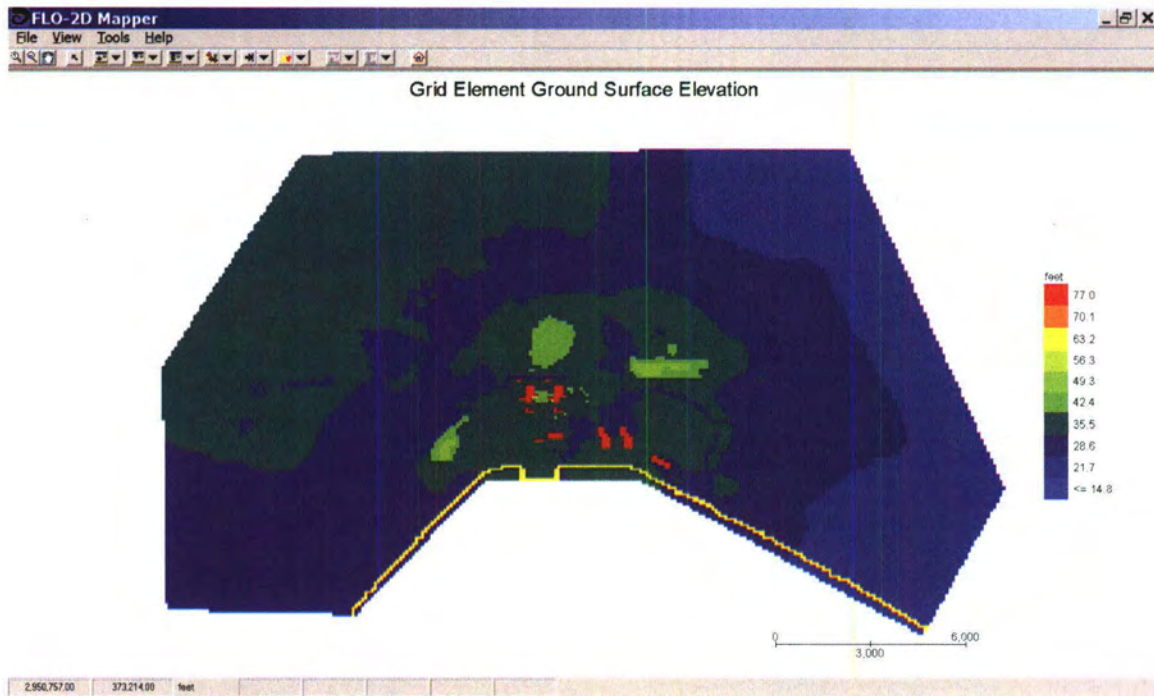 FLO-2D Mapper
File View Tools Help
Grid Element Ground Surface Elevation
feet
77.0
70.1
63.2
56.3
49.3
42.4
35.5
28.6
21.7
<= 14.8
0 6,000
3,000
2,950,757.00 373,214.00 feet